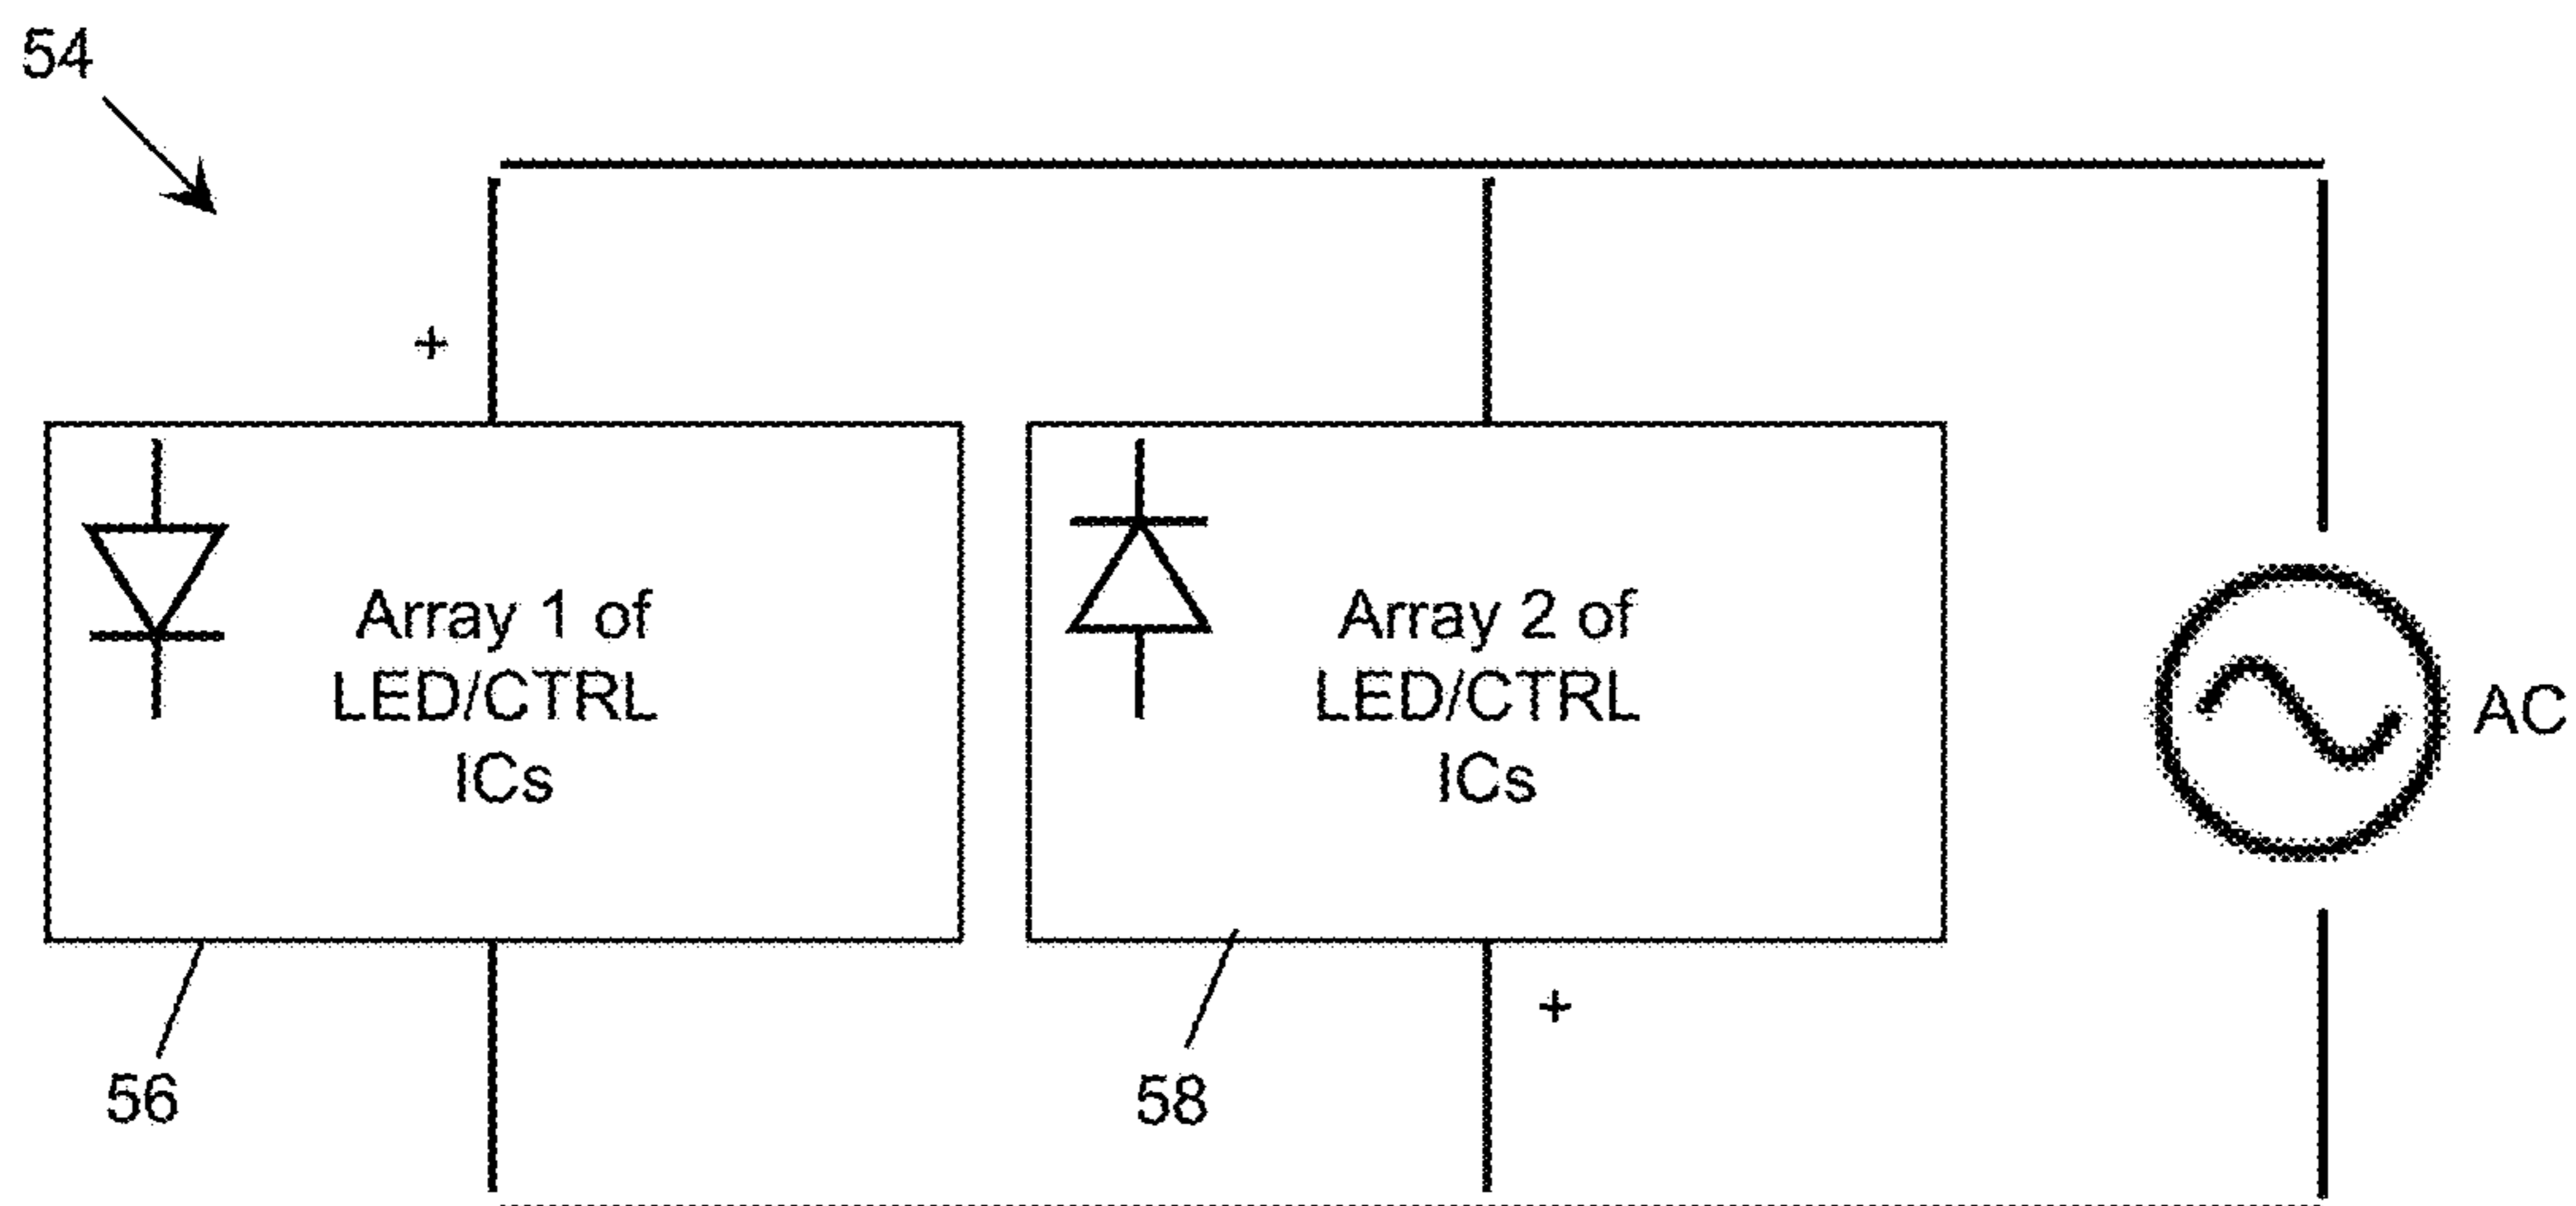 54
+
Array 1 of
LED/CTRL
ICs
Array 2 of
LED/CTRL
ICs
AC
+
56
58